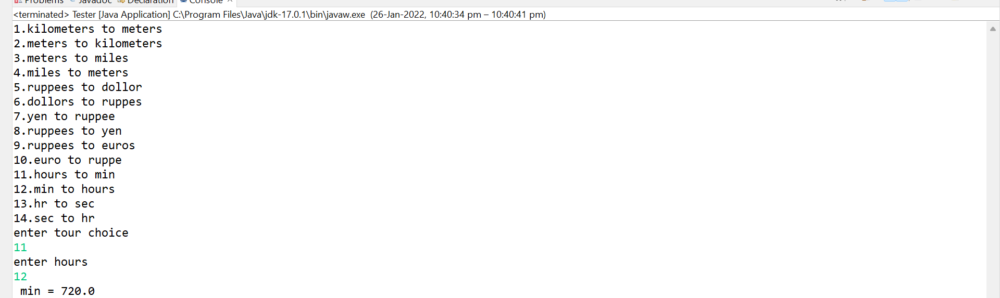 Problems Javadoc Declaration Console
<terminated> Tester [Java Application] C:\Program Files\Java\jdk-17.0.1\bin\javaw.exe (26-Jan-2022, 10:40:34 pm – 10:40:41 pm)
1.kilometers to meters
2.meters to kilometers
3.meters to miles
4.miles to meters
5.ruppees to dollor
6.dollors to ruppes
7.yen to ruppee
8.ruppees to yen
9.ruppees to euros
10.euro to ruppe
11.hours to min
12.min to hours
13.hr to sec
14.sec to hr
enter tour choice
11
enter hours
12
min = 720.0